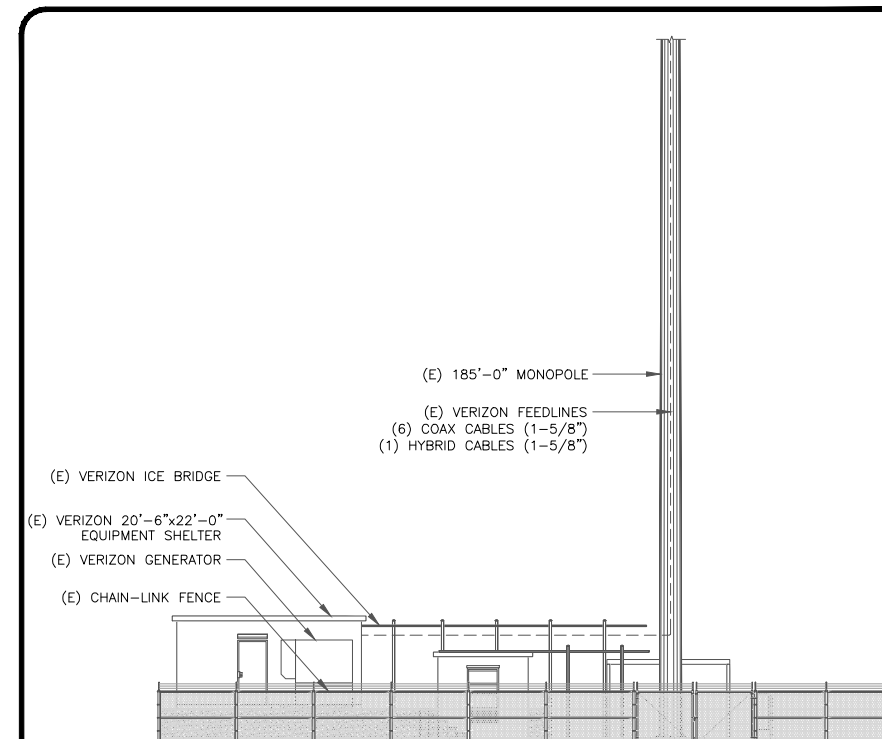 (E) 185'-0" MONOPOLE
(E) VERIZON FEEDLINES
(6) COAX CABLES (1-5/8")
(1) HYBRID CABLES (1-5/8")
(E) VERIZON ICE BRIDGE
(E) VERIZON 20'-6"x22'-0"
EQUIPMENT SHELTER
(E) VERIZON GENERATOR
(E) CHAIN-LINK FENCE